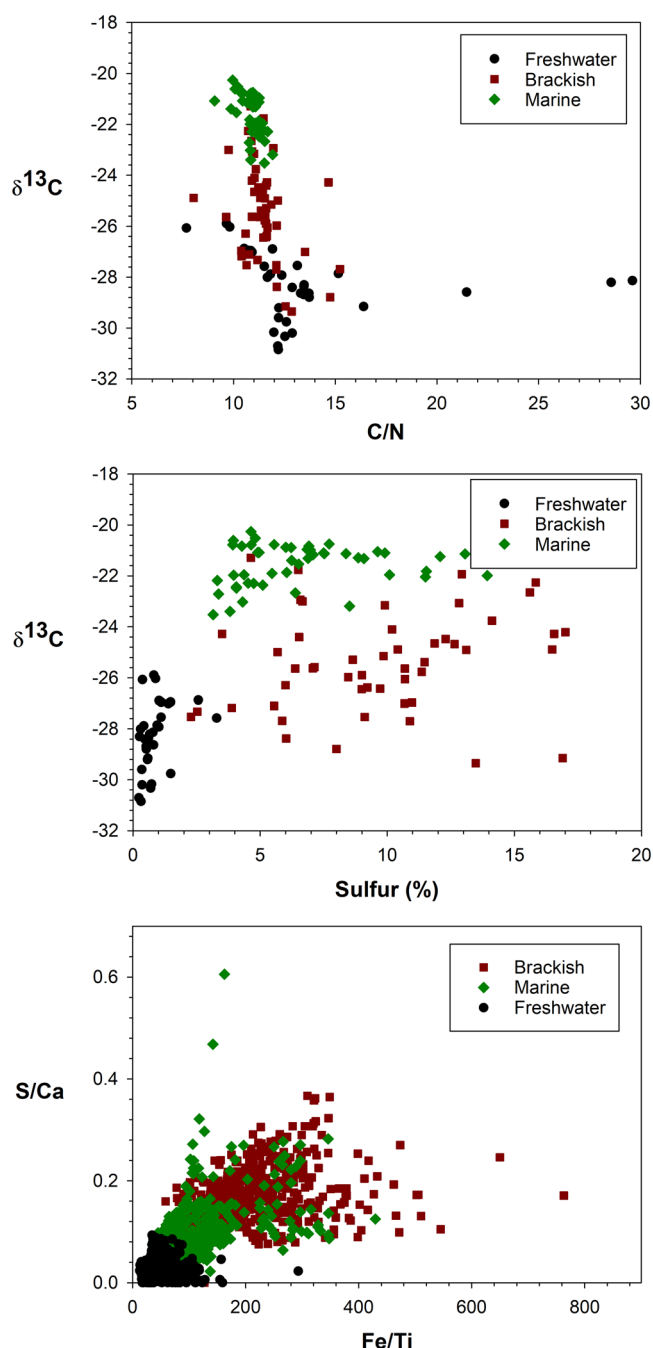 -18
-20
-22
-24
δ13C
-26
-28
-30
-32
5 10 15 20 25 30
C/N
Freshwater
Brackish
Marine
-18
-20
-22
-24
δ13C
-26
-28
-30
-32
0 5 10 15 20
Sulfur (%)
Freshwater
Brackish
Marine
0.6
S/Ca
0.4
0.2
0.0
0 200 400 600 800
Fe/Ti
Brackish
Marine
Freshwater